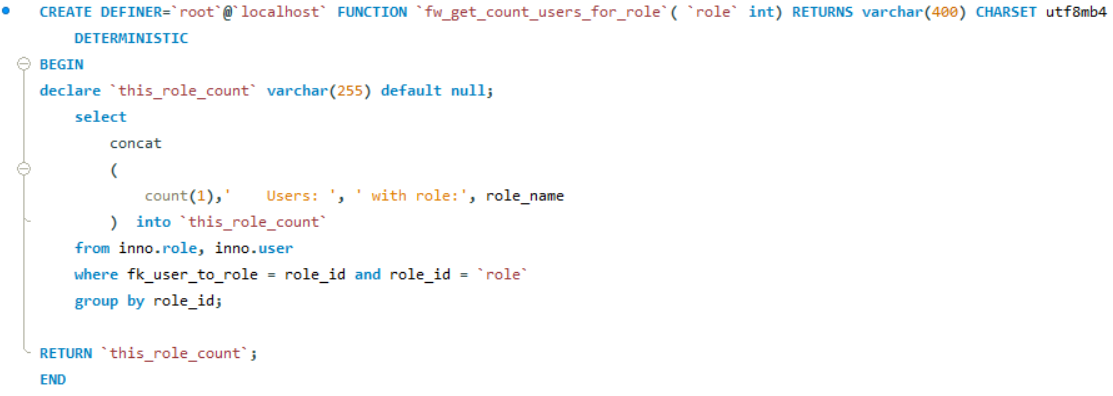 CREATE DEFINER=`root`@`localhost` FUNCTION `fw_get_count_users_for_role`( `role` int) RETURNS varchar(400) CHARSET utf8mb4
DETERMINISTIC
BEGIN
declare `this_role_count` varchar(255) default null;
select
concat
(
count(1),'    Users: ', ' with role:', role_name
)  into `this_role_count`
from inno.role, inno.user
where fk_user_to_role = role_id and role_id = `role`
group by role_id;
RETURN `this_role_count`;
END